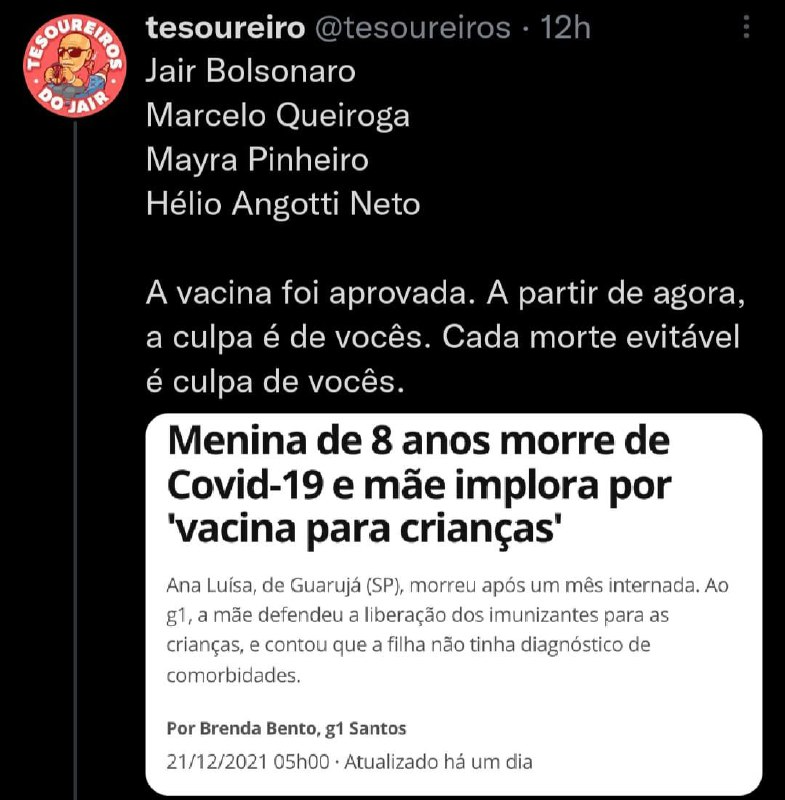 TESOUREIROS
DO JAIR
tesoureiro @tesoureiros · 12h
Jair Bolsonaro
Marcelo Queiroga
Mayra Pinheiro
Hélio Angotti Neto
A vacina foi aprovada. A partir de agora,
a culpa é de vocês. Cada morte evitável
é culpa de vocês.
Menina de 8 anos morre de
Covid-19 e mãe implora por
'vacina para crianças'
Ana Luísa, de Guarujá (SP), morreu após um mês internada. Ao
g1, a mãe defendeu a liberação dos imunizantes para as
crianças, e contou que a filha não tinha diagnóstico de
comorbidades.
Por Brenda Bento, g1 Santos
21/12/2021 05h00 · Atualizado há um dia